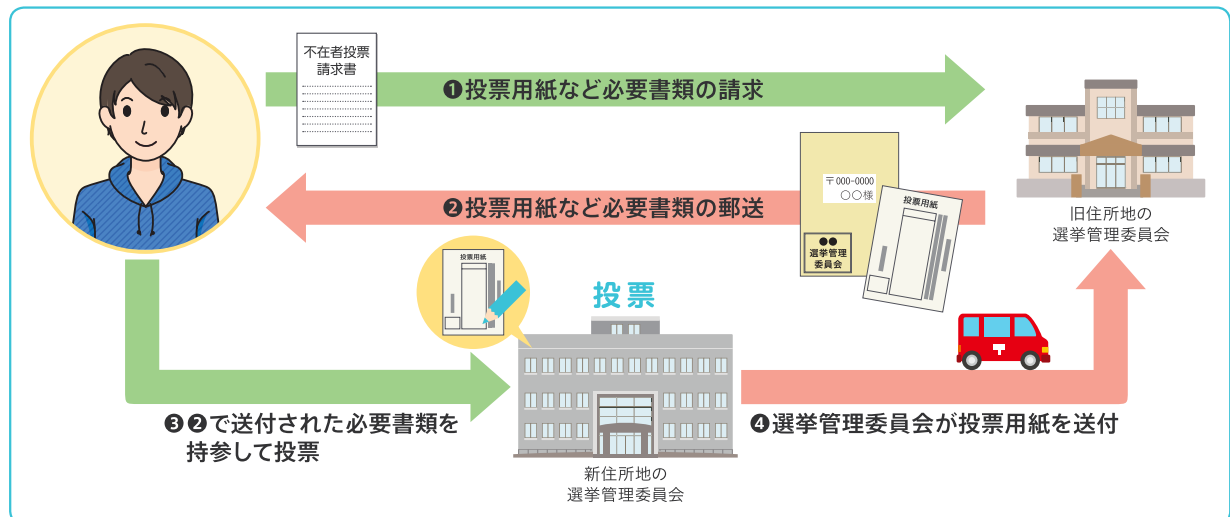 不在者投票
請求書
❶投票用紙など必要書類の請求
〒000-0000
〇〇様
投票用紙
●●
選挙管理
委員会
❷投票用紙など必要書類の郵送
旧住所地の
選挙管理委員会
投票用紙
投票
❸❷で送付された必要書類を
持参して投票
新住所地の
選挙管理委員会
〒
❹選挙管理委員会が投票用紙を送付